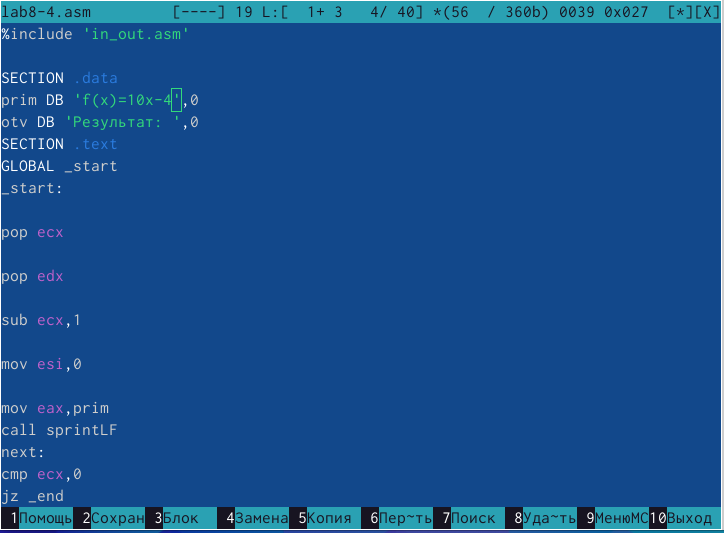 lab8-4.asm [----] 19 L:[ 1+ 3 4/ 40] *(56 / 360b) 0039 0x027 [*][X]
%include 'in_out.asm'
SECTION .data
prim DB 'f(x)=10x-4',0
otv DB 'Результат: ',0
SECTION .text
GLOBAL _start
_start:
pop ecx
pop edx
sub ecx,1
mov esi,0
mov eax,prim
call sprintLF
next:
cmp ecx,0
jz _end
1Помощь 2Сохран 3Блок 4Замена 5Копия 6Пер~ть 7Поиск 8Уда~ть 9МенюMC 10Выход